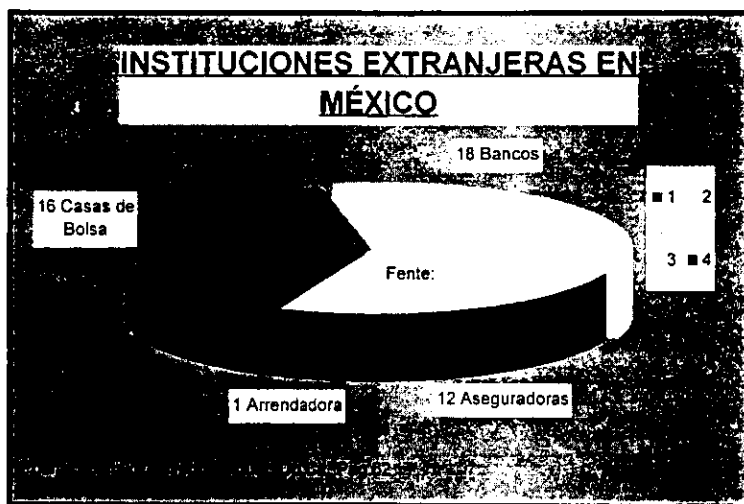 INSTITUCIONES EXTRANJERAS EN
MÉXICO
18 Bancos
16 Casas de
Bolsa
1 2
3 4
Fente:
1 Arrendadora
12 Aseguradoras